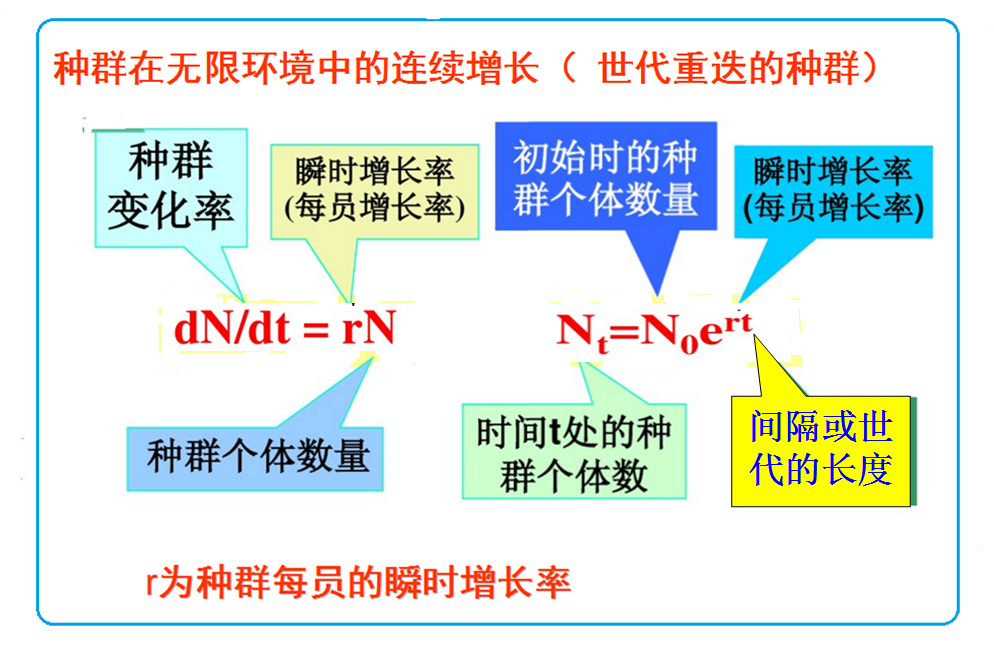 种群在无限环境中的连续增长（ 世代重迭的种群）
种群
变化率
瞬时增长率
(每员增长率)
初始时的种
群个体数量
瞬时增长率
(每员增长率)
dN/dt = rN
Nₜ=N₀eʳᵗ
种群个体数量
时间t处的种
群个体数
间隔或世
代的长度
r为种群每员的瞬时增长率